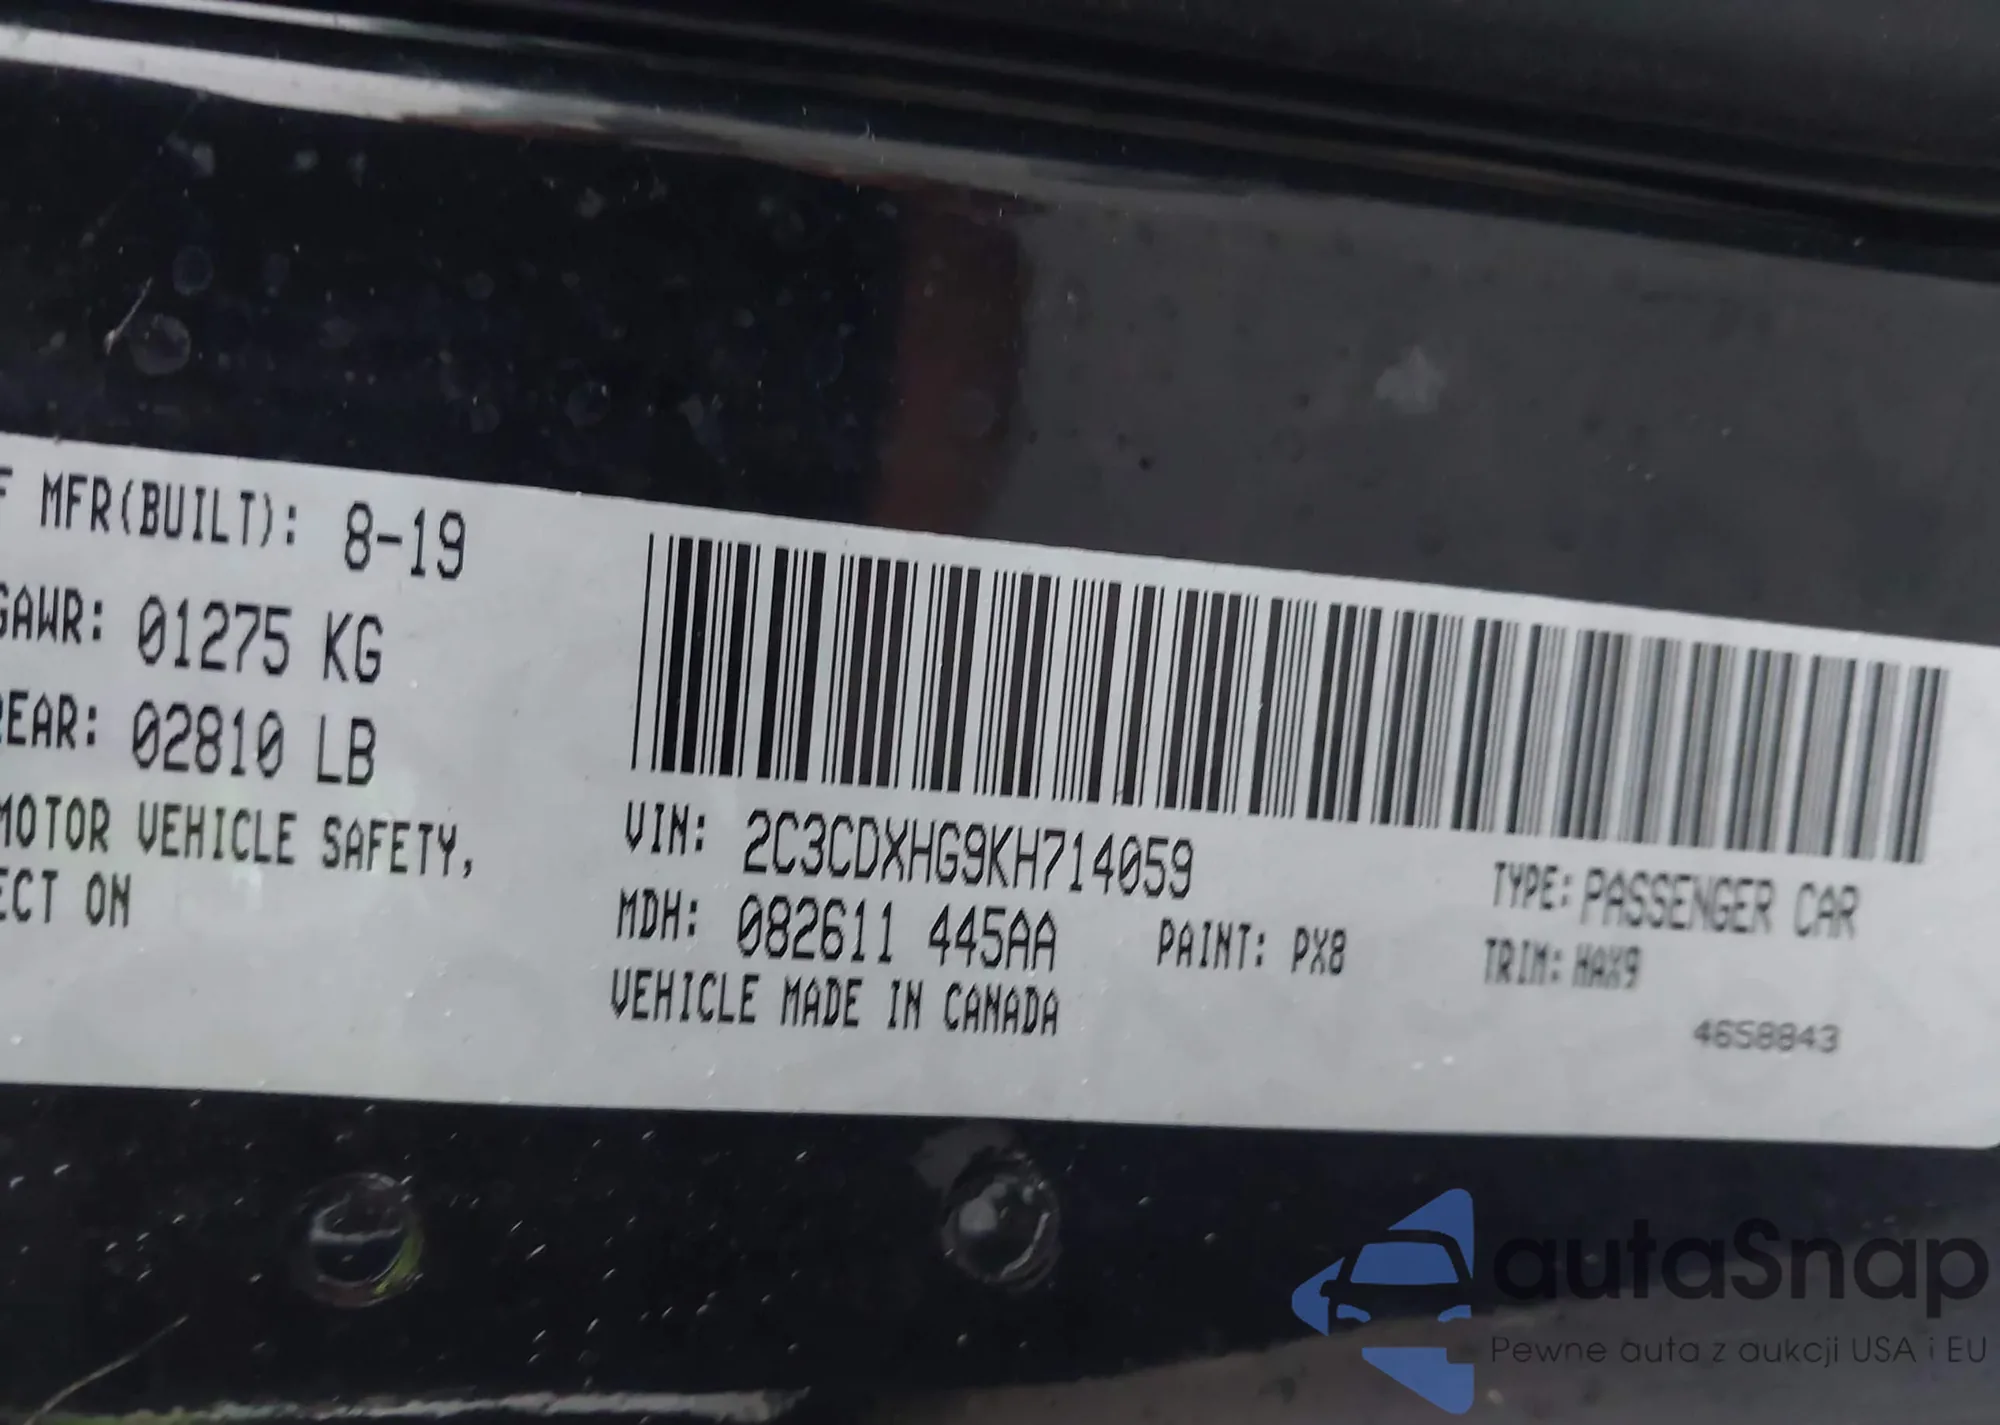 F MFR(BUILT): 8-19
GAWR: 01275 KG
REAR: 02810 LB
MOTOR VEHICLE SAFETY,
ECT ON
VIN: 2C3CDXHG9KH714059
TYPE: PASSENGER CAR
MDH: 082611 445AA PAINT: PX8 TRIM: HAX9
VEHICLE MADE IN CANADA
4658843
autaSnap
Pewne auta z aukcji USA i EU